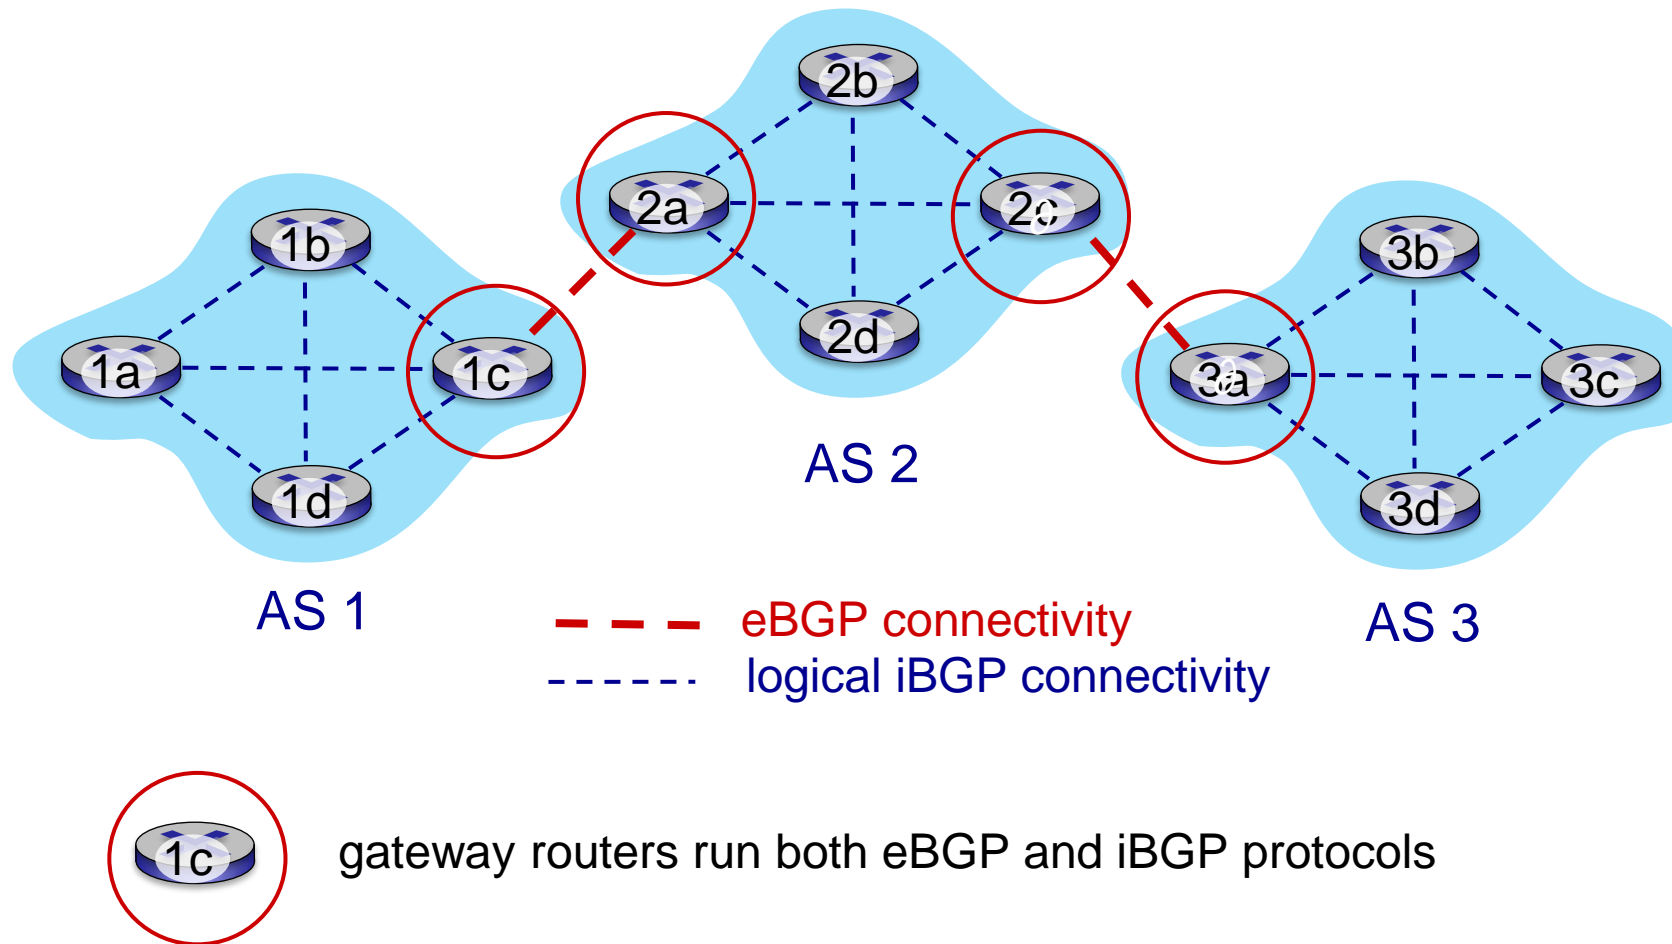 2b
2a
2c
2d
AS 2
1b
1a
1c
1d
AS 1
3b
3a
3c
3d
AS 3
eBGP connectivity
logical iBGP connectivity
1c
gateway routers run both eBGP and iBGP protocols